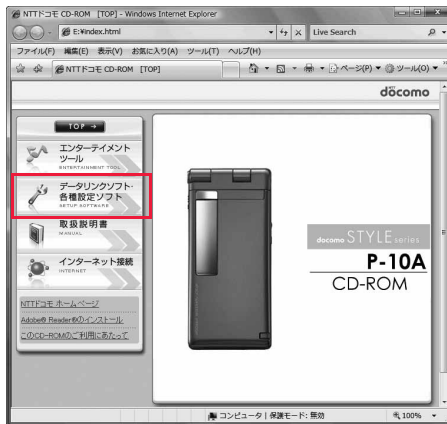 NTTドコモ CD-ROM [TOP] - Windows Internet Explorer
E:¥index.html
Live Search
ファイル(F) 編集(E) 表示(V) お気に入り(A) ツール(T) ヘルプ(H)
NTTドコモ CD-ROM [TOP]
ページ(P) ツール(O)
döcomo
TOP →
エンターテイメント
ツール
ENTERTAINMENT TOOL
データリンクソフト・
各種設定ソフト
SETUP SOFTWARE
取扱説明書
MANUAL
インターネット接続
INTERNET
NTTドコモ ホームページ
Adobe® Reader®のインストール
このCD-ROMのご利用にあたって
docomo STYLE series
P-10A
CD-ROM
コンピュータ | 保護モード: 無効
100%